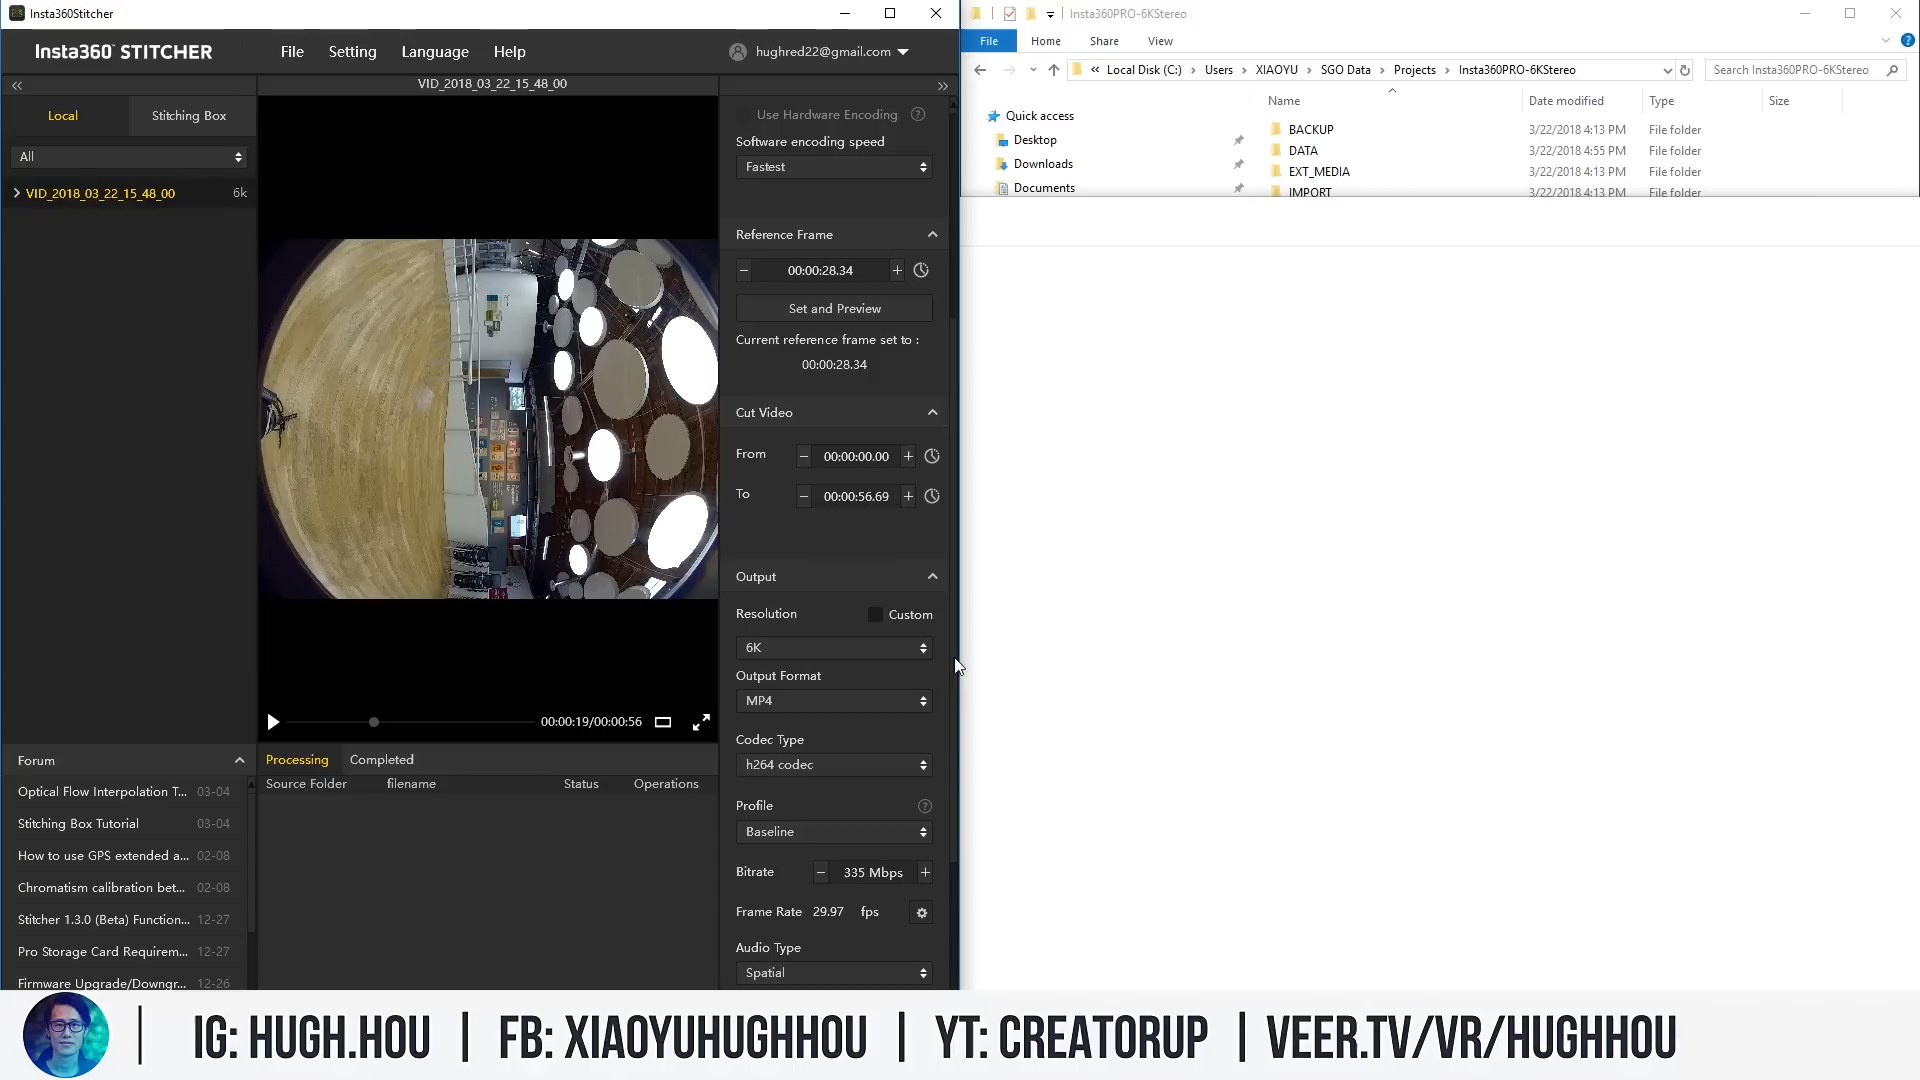 Insta360Stitcher
Insta360 STITCHER File Setting Language Help hughred22@gmail.com
VID_2018_03_22_15_48_00
Local Stitching Box
All
VID_2018_03_22_15_48_00 6k
Use Hardware Encoding
Software encoding speed
Fastest
Reference Frame
00:00:28.34
Set and Preview
Current reference frame set to :
00:00:28.34
Cut Video
From 00:00:00.00
To 00:00:56.69
Output
Resolution Custom
6K
Output Format
MP4
Codec Type
h264 codec
Profile
Baseline
Bitrate 335 Mbps
Frame Rate 29.97 fps
Audio Type
Spatial
00:00:19/00:00:56
Forum
Optical Flow Interpolation T... 03-04
Stitching Box Tutorial 03-04
How to use GPS extended a... 02-08
Chromatism calibration bet... 02-08
Stitcher 1.3.0 (Beta) Function... 12-27
Pro Storage Card Requirem... 12-27
Firmware Upgrade/Downgr... 12-26
Processing Completed
Source Folder filename Status Operations
Insta360PRO-6KStereo
File Home Share View
« Local Disk (C:) Users XIAOYU SGO Data Projects Insta360PRO-6KStereo
Search Insta360PRO-6KStereo
Quick access
Desktop
Downloads
Documents
Name Date modified Type Size
BACKUP 3/22/2018 4:13 PM File folder
DATA 3/22/2018 4:55 PM File folder
EXT_MEDIA 3/22/2018 4:13 PM File folder
IMPORT 3/22/2018 4:13 PM File folder
IG: HUGH.HOU | FB: XIAOYUHUGHHOU | YT: CREATORUP | VEER.TV/VR/HUGHHOU